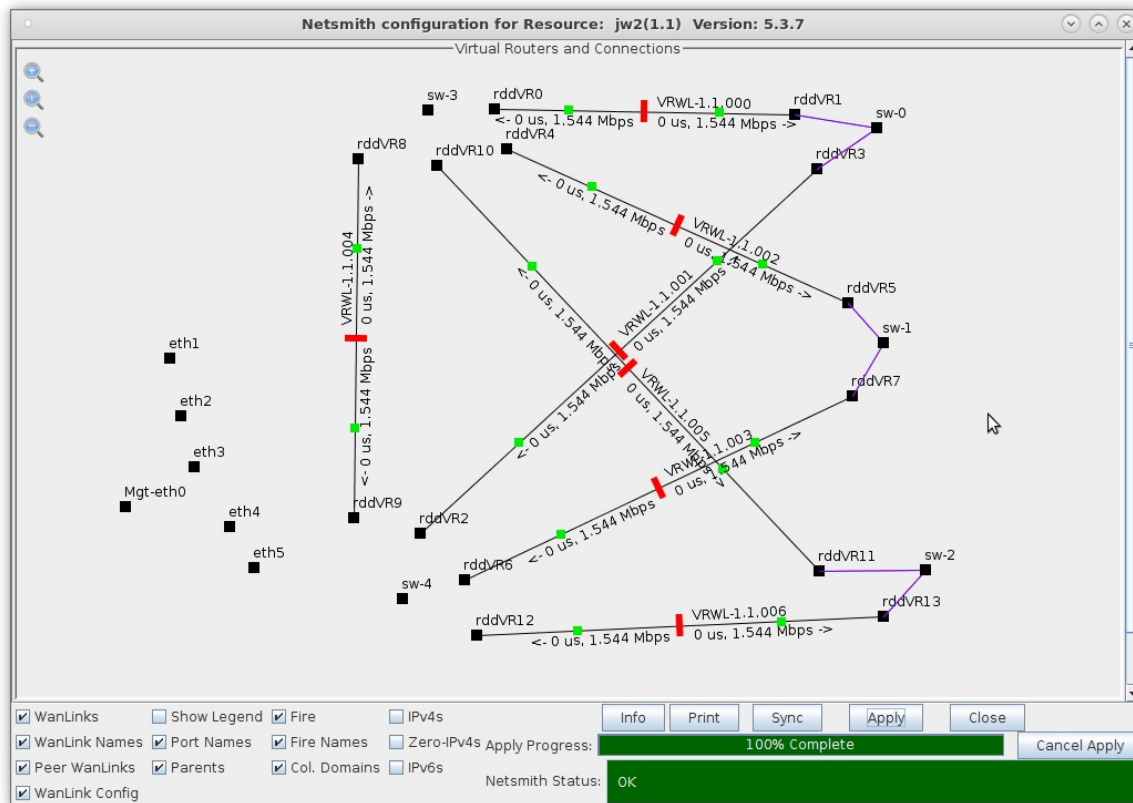 Netsmith configuration for Resource: jw2(1.1) Version: 5.3.7
Virtual Routers and Connections
sw-3
rddVR0
VRWL-1.1.000
rddVR1
sw-0
<- 0 us, 1.544 Mbps
0 us, 1.544 Mbps ->
rddVR4
rddVR8
rddVR10
rddVR3
<- 0 us, 1.544 Mbps
VRWL-1.1.002
0 us, 1.544 Mbps ->
VRWL-1.1.004
0 us, 1.544 Mbps ->
<- 0 us, 1.544 Mbps
<- 0 us, 1.544 Mbps
VRWL-1.1.001
0 us, 1.544 Mbps
<- 0 us, 1.544 Mbps
rddVR5
sw-1
eth1
VRWL-1.1.005
0 us, 1.544 Mbps
rddVR7
eth2
VRWL-1.1.003
0 us, 1.544 Mbps ->
<- 0 us, 1.544 Mbps
eth3
Mgt-eth0
rddVR9
eth4
rddVR2
eth5
rddVR6
rddVR11
sw-2
sw-4
rddVR12
VRWL-1.1.006
rddVR13
<- 0 us, 1.544 Mbps
0 us, 1.544 Mbps ->
WanLinks
Show Legend
Fire
IPv4s
Info
Print
Sync
Apply
Close
WanLink Names
Port Names
Fire Names
Zero-IPv4s
Apply Progress:
100% Complete
Cancel Apply
Peer WanLinks
Parents
Col. Domains
IPv6s
Netsmith Status:
OK
WanLink Config